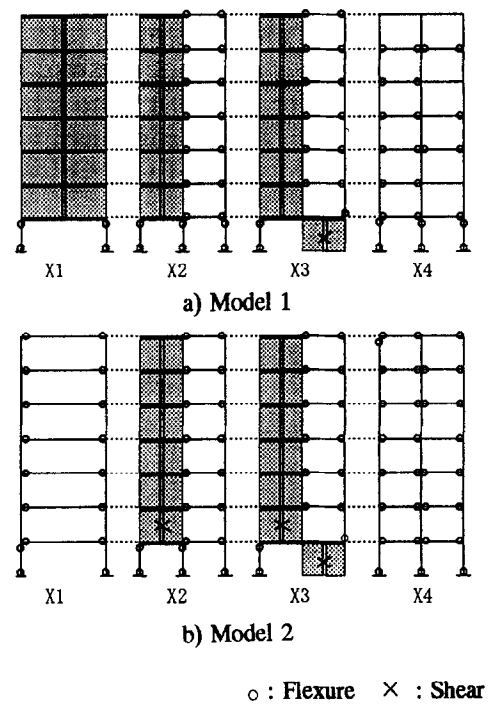 X1 X2 X3 X4
a) Model 1
X1 X2 X3 X4
b) Model 2
o : Flexure × : Shear